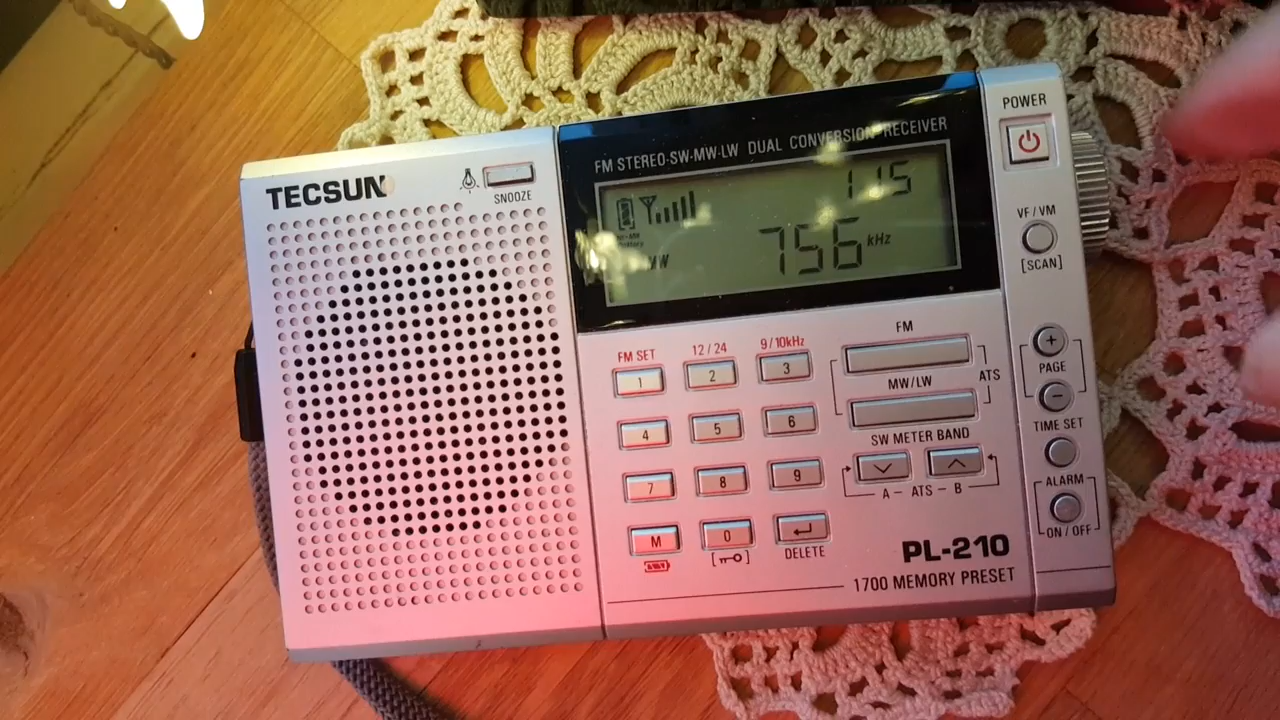 TECSUN
SNOOZE
FM STEREO-SW-MW-LW DUAL CONVERSION RECEIVER
756 kHz
MW
POWER
VF / VM
[SCAN]
FM SET
12 / 24
9 / 10kHz
1
2
3
4
5
6
7
8
9
M
0
DELETE
FM
MW/LW
ATS
SW METER BAND
A – ATS – B
+
PAGE
−
TIME SET
ALARM
ON / OFF
PL-210
1700 MEMORY PRESET